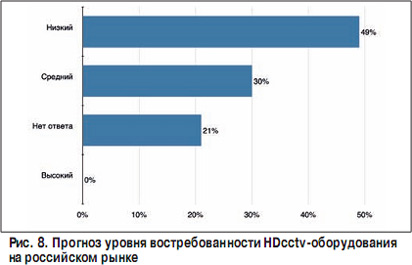 Низкий
49%
Средний
30%
Нет ответа
21%
Высокий
0%
0% 10% 20% 30% 40% 50%
Рис. 8. Прогноз уровня востребованности HDcctv-оборудования
на российском рынке